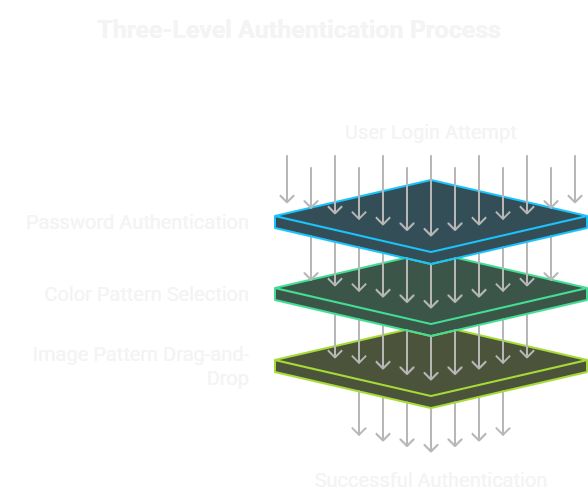 Three-Level Authentication Process
User Login Attempt
Password Authentication
Color Pattern Selection
Image Pattern Drag-and-
Drop
Successful Authentication